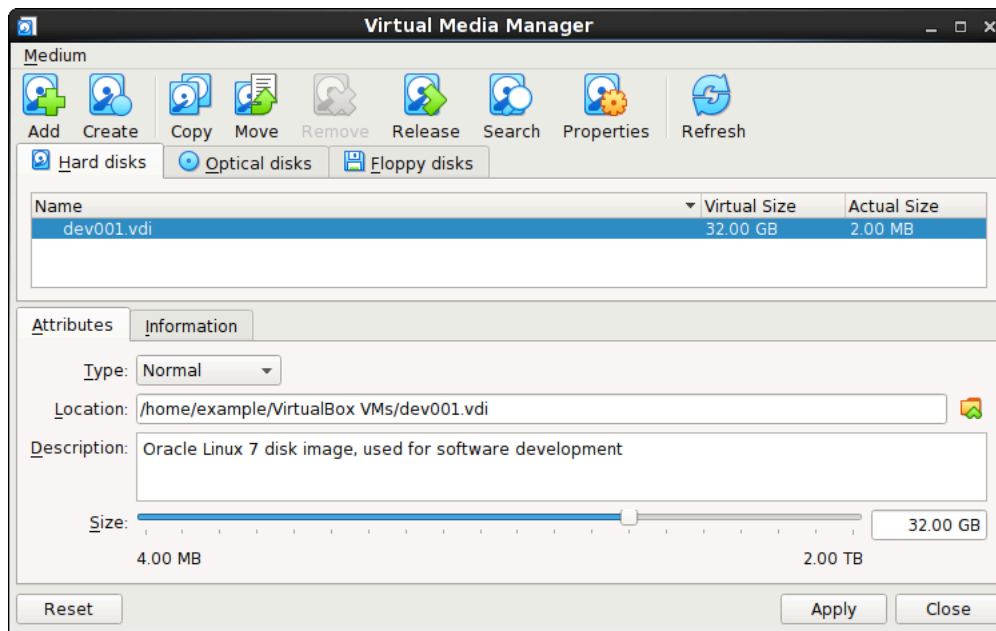 Virtual Media Manager
Medium
Add Create Copy Move Remove Release Search Properties Refresh
Hard disks Optical disks Floppy disks
Name Virtual Size Actual Size
dev001.vdi 32.00 GB 2.00 MB
Attributes Information
Type: Normal
Location: /home/example/VirtualBox VMs/dev001.vdi
Description: Oracle Linux 7 disk image, used for software development
Size: 32.00 GB
4.00 MB 2.00 TB
Reset Apply Close